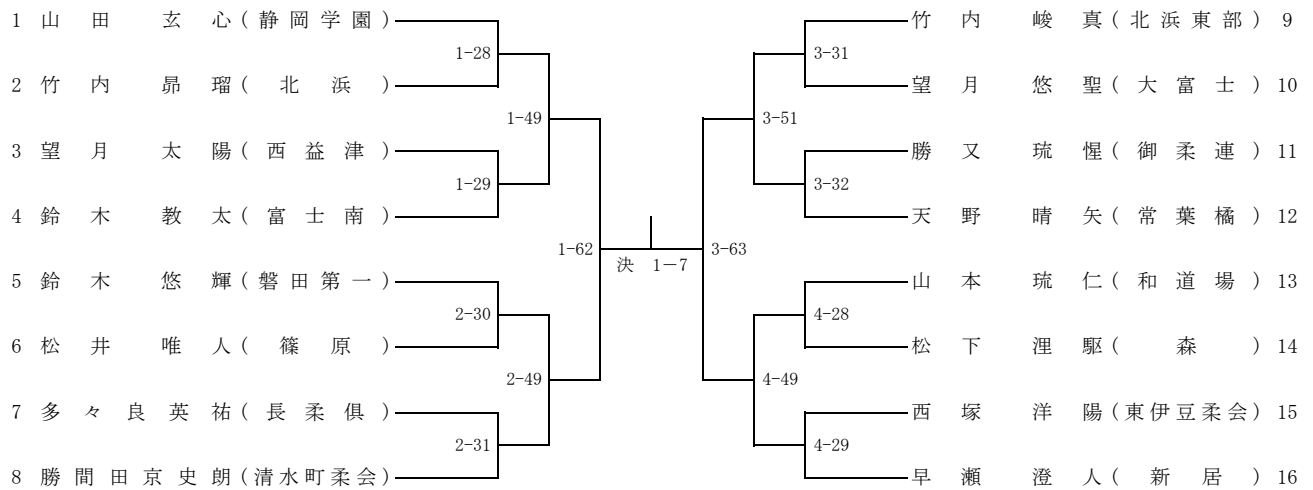 1 山田玄心(静岡学園)
1-28
2 竹内昴瑠(北浜)
1-49
3 望月太陽(西益津)
1-29
4 鈴木教太(富士南)
1-62
5 鈴木悠輝(磐田第一)
2-30
6 松井唯人(篠原)
2-49
7 多々良英祐(長柔倶)
2-31
8 勝間田京史朗(清水町柔会)
決 1-7
竹内峻真(北浜東部) 9
3-31
望月悠聖(大富士) 10
3-51
勝又琉惺(御柔連) 11
3-32
天野晴矢(常葉橘) 12
3-63
山本琉仁(和道場) 13
4-28
松下浬駆(森) 14
4-49
西塚洋陽(東伊豆柔会) 15
4-29
早瀬澄人(新居) 16